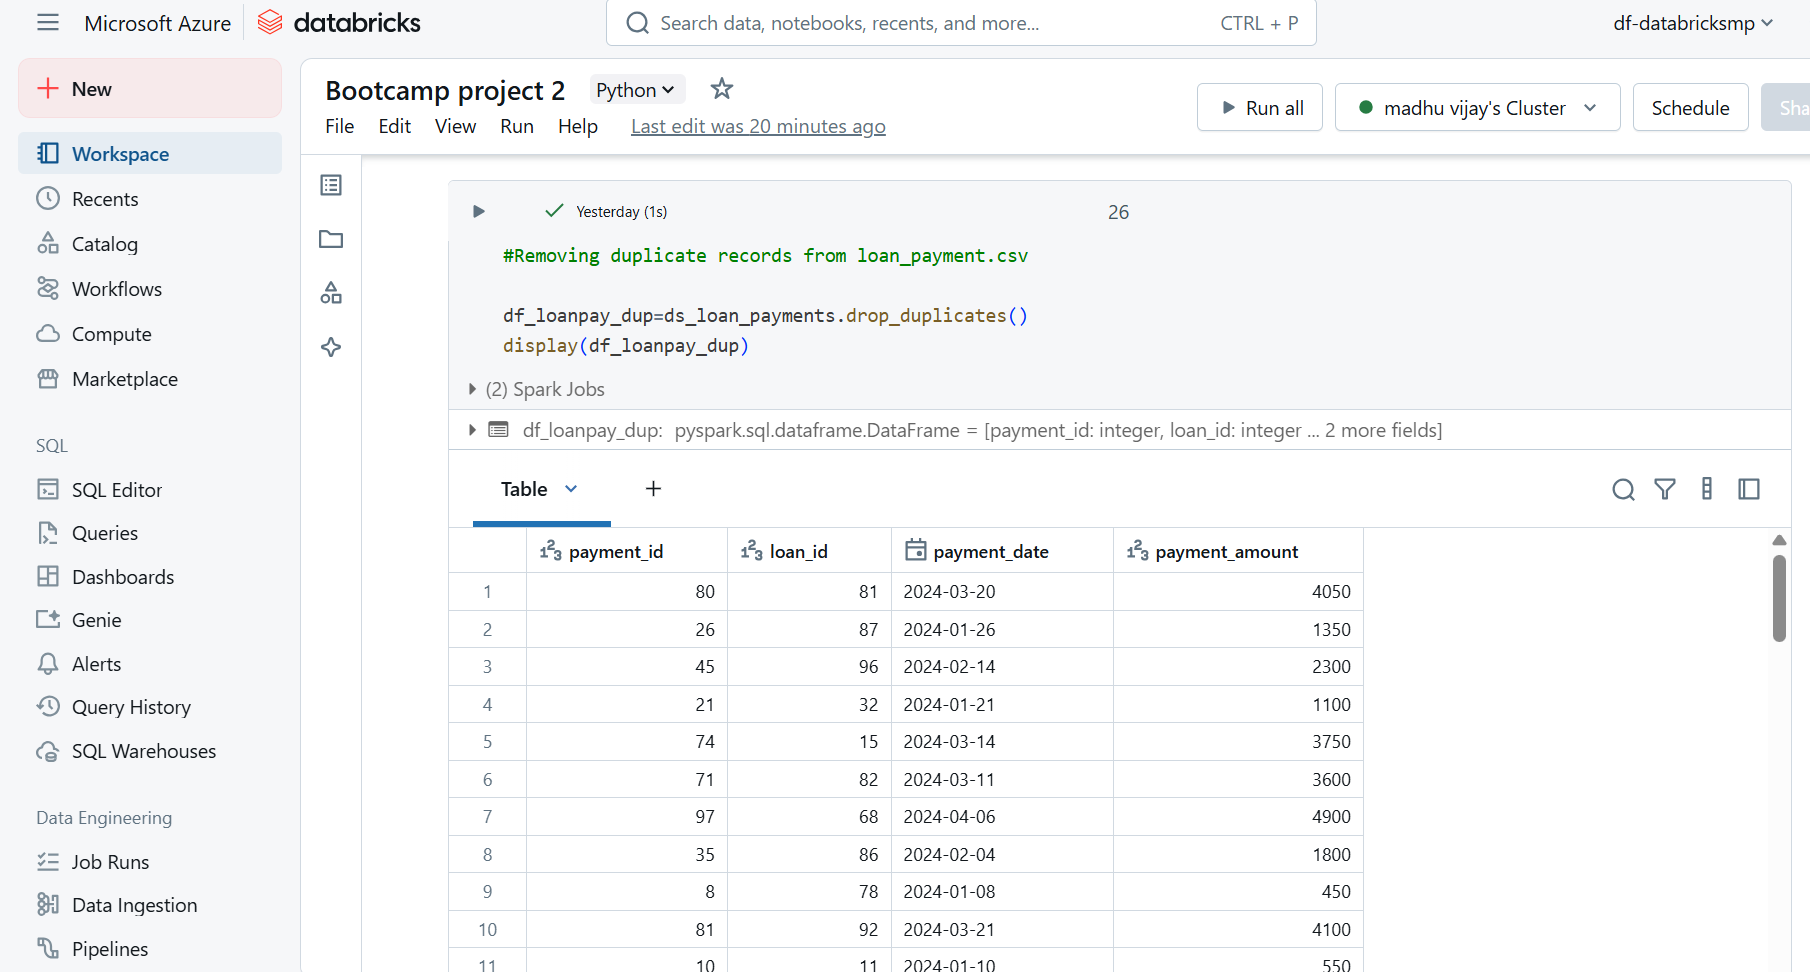 Microsoft Azure databricks
Search data, notebooks, recents, and more... CTRL + P
df-databricksmp
New
Workspace
Recents
Catalog
Workflows
Compute
Marketplace
SQL
SQL Editor
Queries
Dashboards
Genie
Alerts
Query History
SQL Warehouses
Data Engineering
Job Runs
Data Ingestion
Pipelines
Bootcamp project 2 Python
File Edit View Run Help Last edit was 20 minutes ago
Run all madhu vijay's Cluster Schedule Sha
Yesterday (1s) 26
#Removing duplicate records from loan_payment.csv
df_loanpay_dup=ds_loan_payments.drop_duplicates()
display(df_loanpay_dup)
(2) Spark Jobs
df_loanpay_dup: pyspark.sql.dataframe.DataFrame = [payment_id: integer, loan_id: integer ... 2 more fields]
Table +
payment_id loan_id payment_date payment_amount
1 80 81 2024-03-20 4050
2 26 87 2024-01-26 1350
3 45 96 2024-02-14 2300
4 21 32 2024-01-21 1100
5 74 15 2024-03-14 3750
6 71 82 2024-03-11 3600
7 97 68 2024-04-06 4900
8 35 86 2024-02-04 1800
9 8 78 2024-01-08 450
10 81 92 2024-03-21 4100
11 10 11 2024-01-10 550